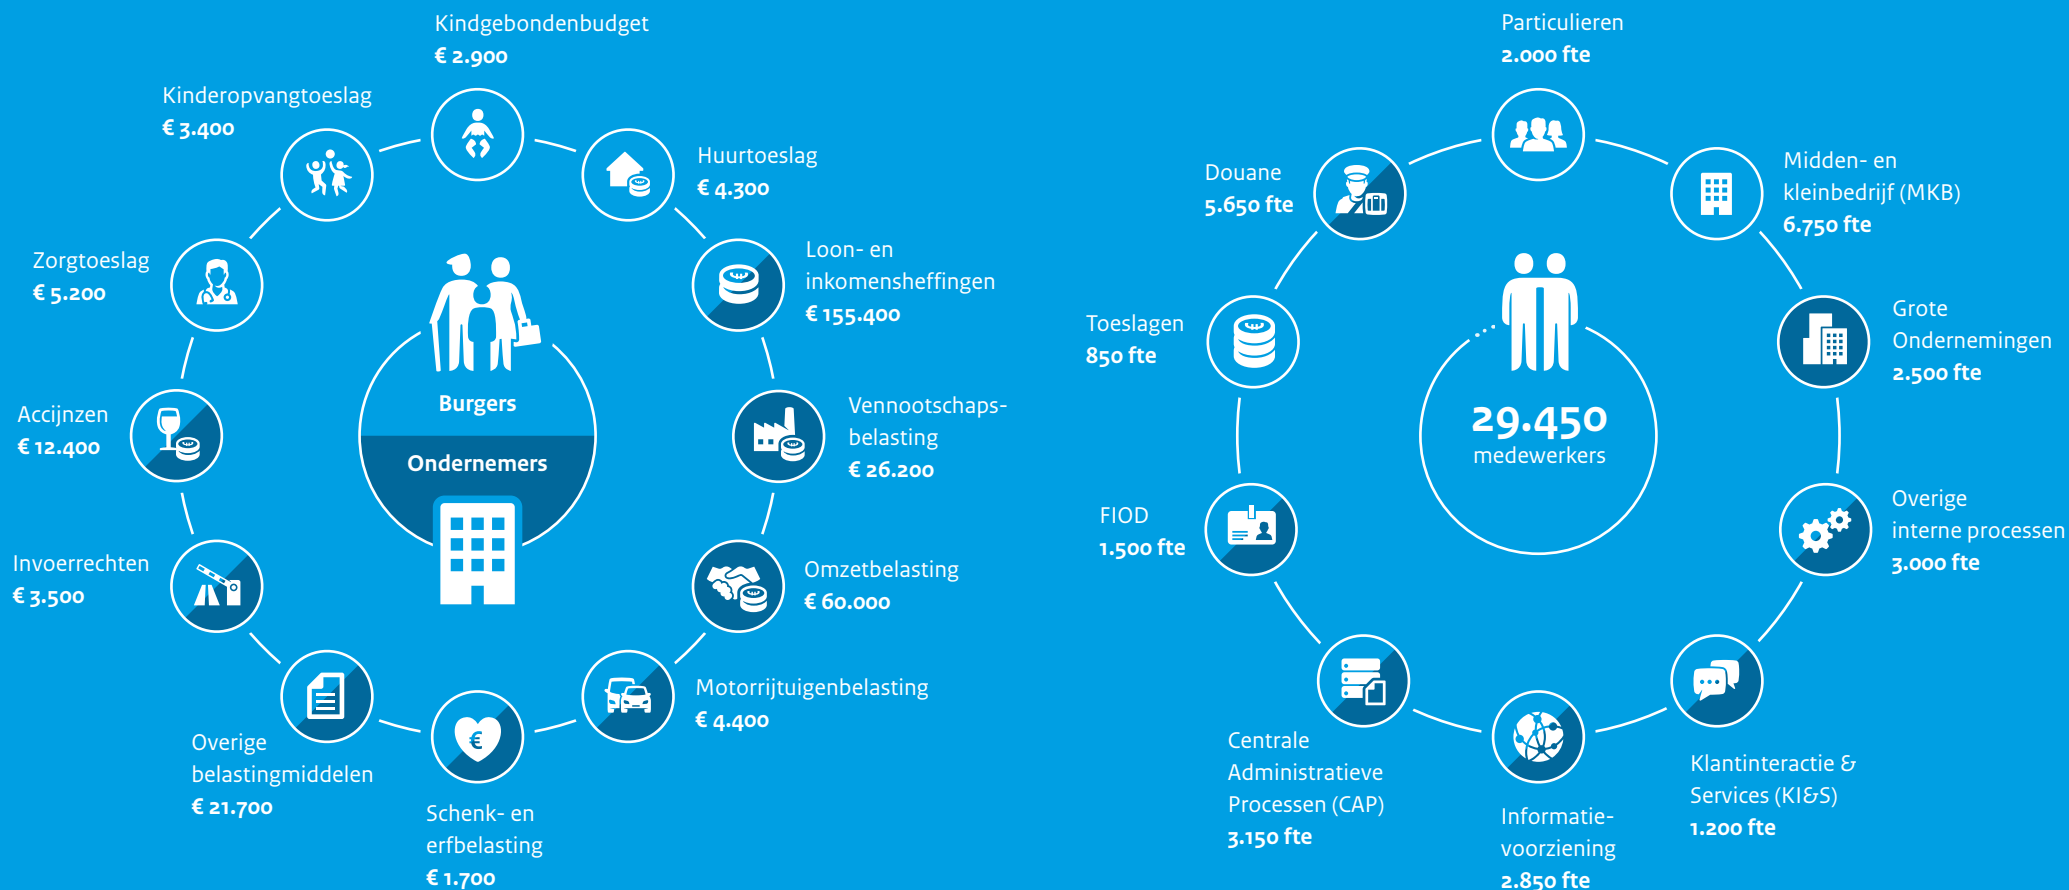 Kindgebondenbudget
€ 2.900
Kinderopvangtoeslag
€ 3.400
Huurtoeslag
€ 4.300
Zorgtoeslag
€ 5.200
Loon- en
inkomensheffingen
€ 155.400
Accijnzen
€ 12.400
Burgers
Ondernemers
Vennootschaps-
belasting
€ 26.200
Invoerrechten
€ 3.500
Omzetbelasting
€ 60.000
Overige
belastingmiddelen
€ 21.700
€
Schenk- en
erfbelasting
€ 1.700
Motorrijtuigenbelasting
€ 4.400
Particulieren
2.000 fte
Douane
5.650 fte
Midden- en
kleinbedrijf (MKB)
6.750 fte
Toeslagen
850 fte
Grote
Ondernemingen
2.500 fte
29.450
medewerkers
FIOD
1.500 fte
Overige
interne processen
3.000 fte
Centrale
Administratieve
Processen (CAP)
3.150 fte
Informatie-
voorziening
2.850 fte
Klantinteractie &
Services (KI&S)
1.200 fte